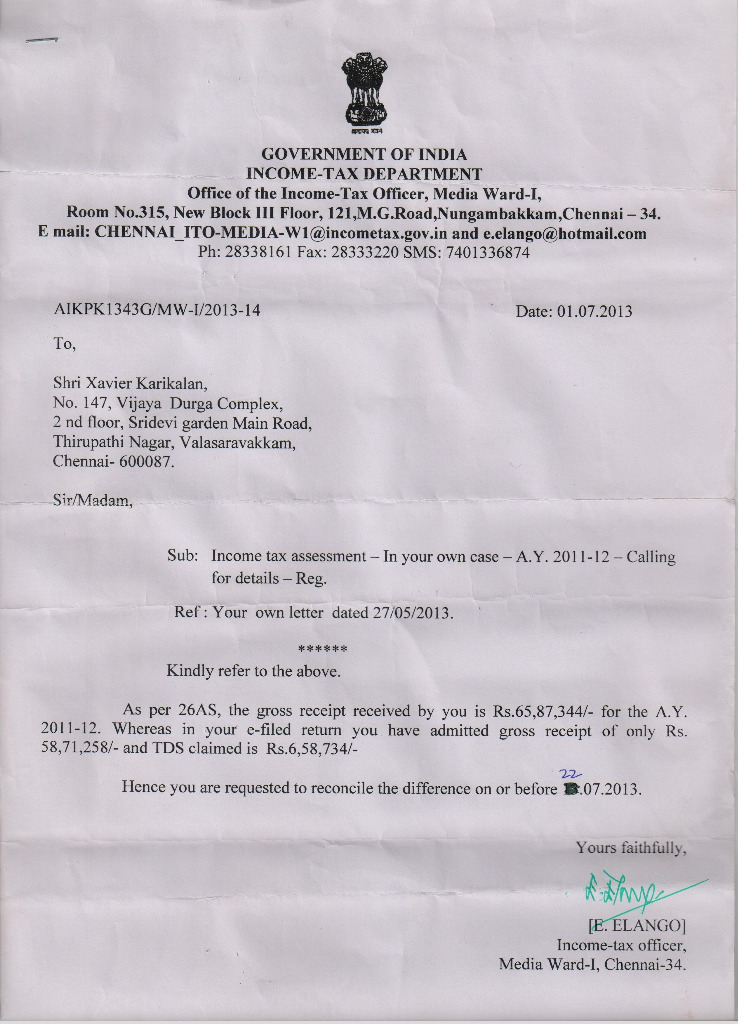 GOVERNMENT OF INDIA
INCOME-TAX DEPARTMENT
Office of the Income-Tax Officer, Media Ward-I,
Room No.315, New Block III Floor, 121,M.G.Road,Nungambakkam,Chennai – 34.
E mail: CHENNAI_ITO-MEDIA-W1@incometax.gov.in and e.elango@hotmail.com
Ph: 28338161 Fax: 28333220 SMS: 7401336874
AIKPK1343G/MW-I/2013-14 Date: 01.07.2013
To,
Shri Xavier Karikalan,
No. 147, Vijaya Durga Complex,
2 nd floor, Sridevi garden Main Road,
Thirupathi Nagar, Valasaravakkam,
Chennai- 600087.
Sir/Madam,
Sub: Income tax assessment – In your own case – A.Y. 2011-12 – Calling
for details – Reg.
Ref : Your own letter dated 27/05/2013.
******
Kindly refer to the above.
As per 26AS, the gross receipt received by you is Rs.65,87,344/- for the A.Y.
2011-12. Whereas in your e-filed return you have admitted gross receipt of only Rs.
58,71,258/- and TDS claimed is Rs.6,58,734/-
22
Hence you are requested to reconcile the difference on or before .07.2013.
Yours faithfully,
[E. ELANGO]
Income-tax officer,
Media Ward-I, Chennai-34.